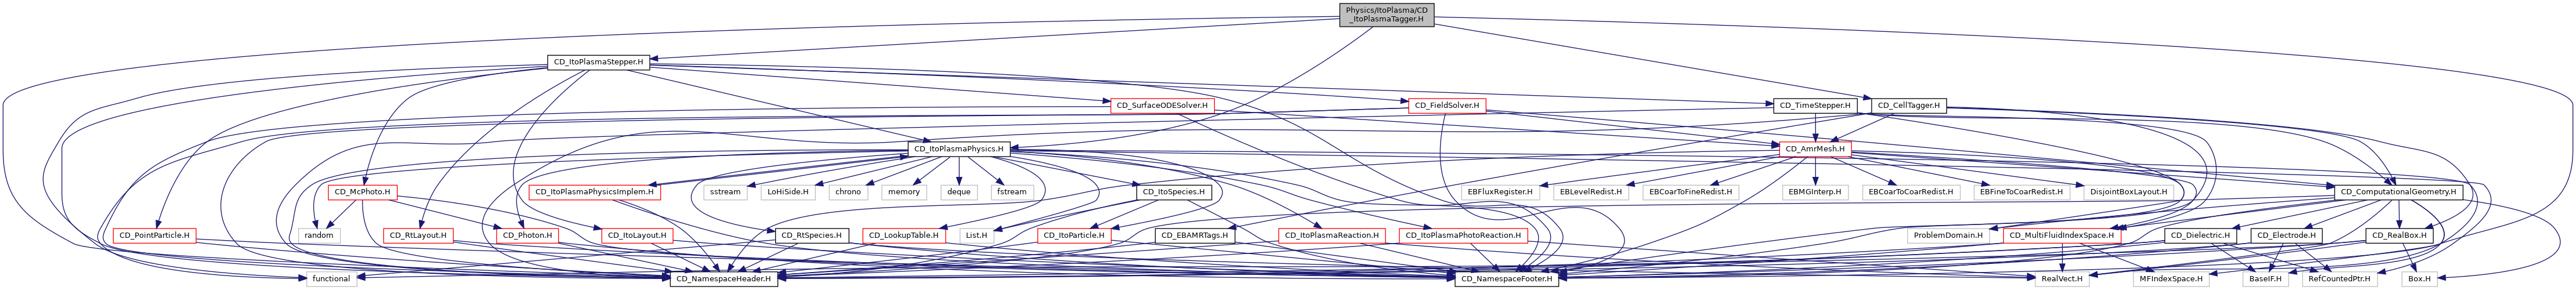 Physics/ItoPlasma/CD
_ItoPlasmaTagger.H
CD_ItoPlasmaStepper.H
CD_SurfaceODESolver.H
CD_FieldSolver.H
CD_TimeStepper.H
CD_CellTagger.H
CD_ItoPlasmaPhysics.H
CD_AmrMesh.H
CD_McPhoto.H
CD_ItoPlasmaPhysicsImplem.H
sstream
LoHiSide.H
chrono
memory
deque
fstream
CD_ItoSpecies.H
EBFluxRegister.H
EBLevelRedist.H
EBCoarToFineRedist.H
EBMGInterp.H
EBCoarToCoarRedist.H
EBFineToCoarRedist.H
DisjointBoxLayout.H
CD_ComputationalGeometry.H
CD_PointParticle.H
random
CD_RtLayout.H
CD_Photon.H
CD_ItoLayout.H
CD_RtSpecies.H
CD_LookupTable.H
List.H
CD_ItoParticle.H
CD_EBAMRTags.H
CD_ItoPlasmaReaction.H
CD_ItoPlasmaPhotoReaction.H
ProblemDomain.H
CD_MultiFluidIndexSpace.H
CD_Dielectric.H
CD_Electrode.H
CD_RealBox.H
functional
CD_NamespaceHeader.H
CD_NamespaceFooter.H
RealVect.H
MFIndexSpace.H
BaseIF.H
RefCountedPtr.H
Box.H